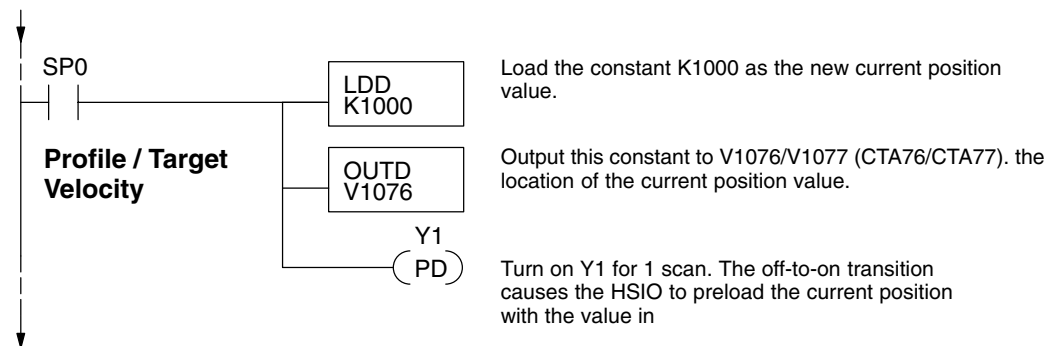 SP0
LDD
K1000
Load the constant K1000 as the new current position
value.
Profile / Target
Velocity
OUTD
V1076
Output this constant to V1076/V1077 (CTA76/CTA77). the
location of the current position value.
Y1
PD
Turn on Y1 for 1 scan. The off-to-on transition
causes the HSIO to preload the current position
with the value in